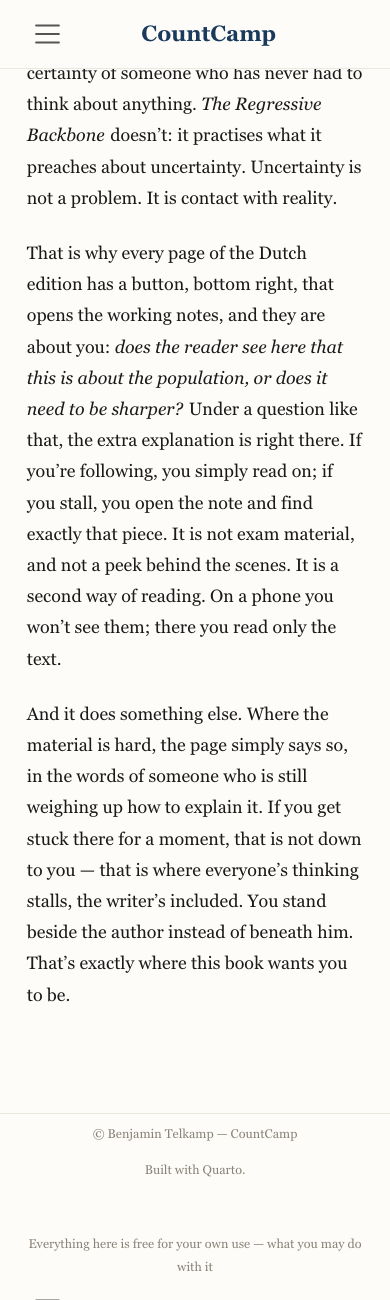 CountCamp
certainty of someone who has never had to
think about anything. The Regressive
Backbone doesn’t: it practises what it
preaches about uncertainty. Uncertainty is
not a problem. It is contact with reality.
That is why every page of the Dutch
edition has a button, bottom right, that
opens the working notes, and they are
about you: does the reader see here that
this is about the population, or does it
need to be sharper? Under a question like
that, the extra explanation is right there. If
you’re following, you simply read on; if
you stall, you open the note and find
exactly that piece. It is not exam material,
and not a peek behind the scenes. It is a
second way of reading. On a phone you
won’t see them; there you read only the
text.
And it does something else. Where the
material is hard, the page simply says so,
in the words of someone who is still
weighing up how to explain it. If you get
stuck there for a moment, that is not down
to you — that is where everyone’s thinking
stalls, the writer’s included. You stand
beside the author instead of beneath him.
That’s exactly where this book wants you
to be.
© Benjamin Telkamp — CountCamp
Built with Quarto.
Everything here is free for your own use — what you may do
with it